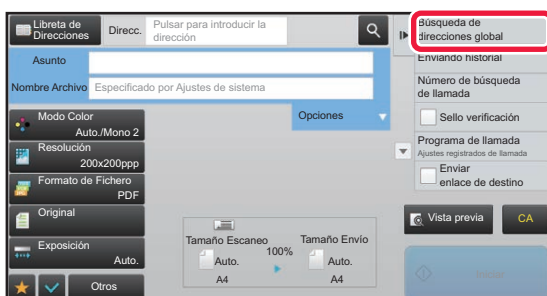 Libreta de
Direcciones
Direcc.
Pulsar para introducir la
dirección
Asunto
Nombre Archivo
Especificado por Ajustes de sistema
Opciones
Modo Color
Auto./Mono 2
Resolución
200x200ppp
Formato de Fichero
PDF
Original
Exposición
Auto.
Otros
Tamaño Escaneo
100%
Tamaño Envío
Auto.
Auto.
A4
A4
Búsqueda de
direcciones global
Enviando historial
Número de búsqueda
de llamada
Sello verificación
Programa de llamada
Ajustes registrados de llamada
Enviar
enlace de destino
Vista previa
CA
Iniciar